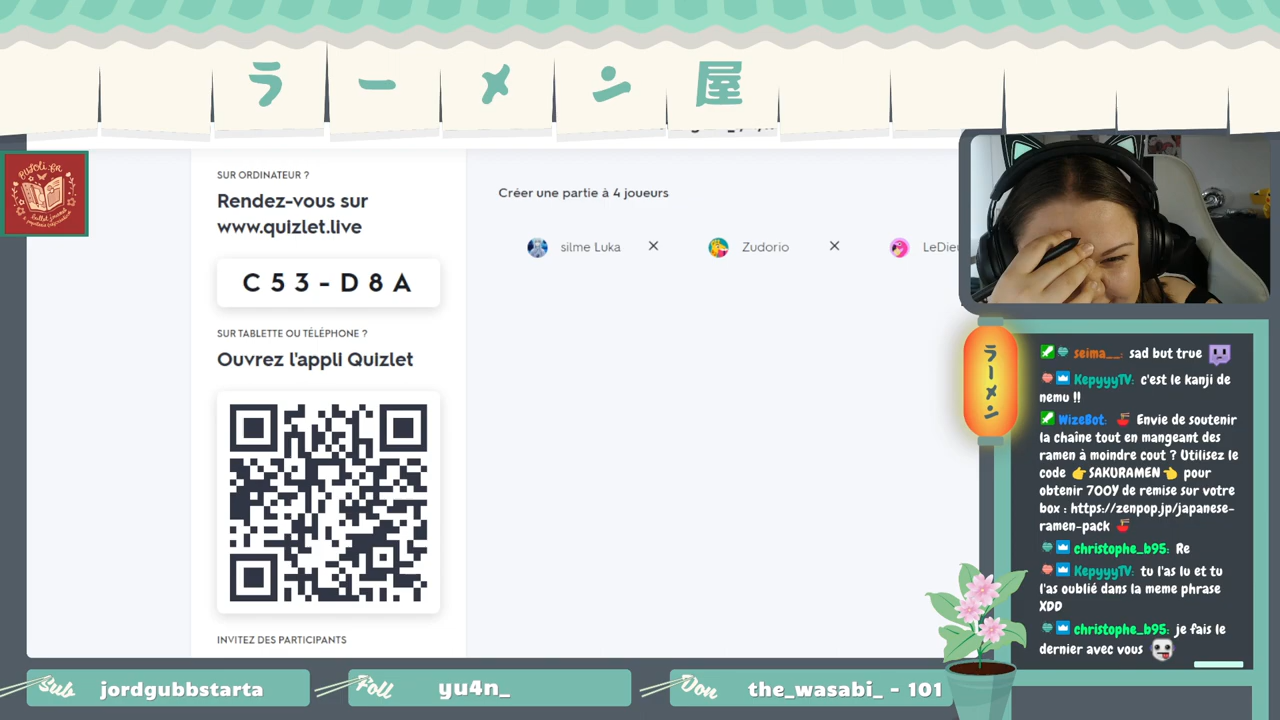 ラーメン屋
SUR ORDINATEUR ?
Rendez-vous sur
www.quizlet.live
C53-D8A
SUR TABLETTE OU TÉLÉPHONE ?
Ouvrez l'appli Quizlet
INVITEZ DES PARTICIPANTS
Créer une partie à 4 joueurs
silme Luka
Zudorio
LeDieu
ラーメン
seima__: sad but true
KepyyyTV: c'est le kanji de
nemu !!
WizeBot: Envie de soutenir
la chaîne tout en mangeant des
ramen à moindre cout ? Utilisez le
code 👉SAKURAMEN👈 pour
obtenir 700Y de remise sur votre
box : https://zenpop.jp/japanese-
ramen-pack
christophe_b95: Re
KepyyyTV: tu l'as lu et tu
l'as oublié dans la meme phrase
XDD
christophe_b95: je fais le
dernier avec vous
Sub jordgubbstarta
Foll yu4n_
Don the_wasabi_ - 101